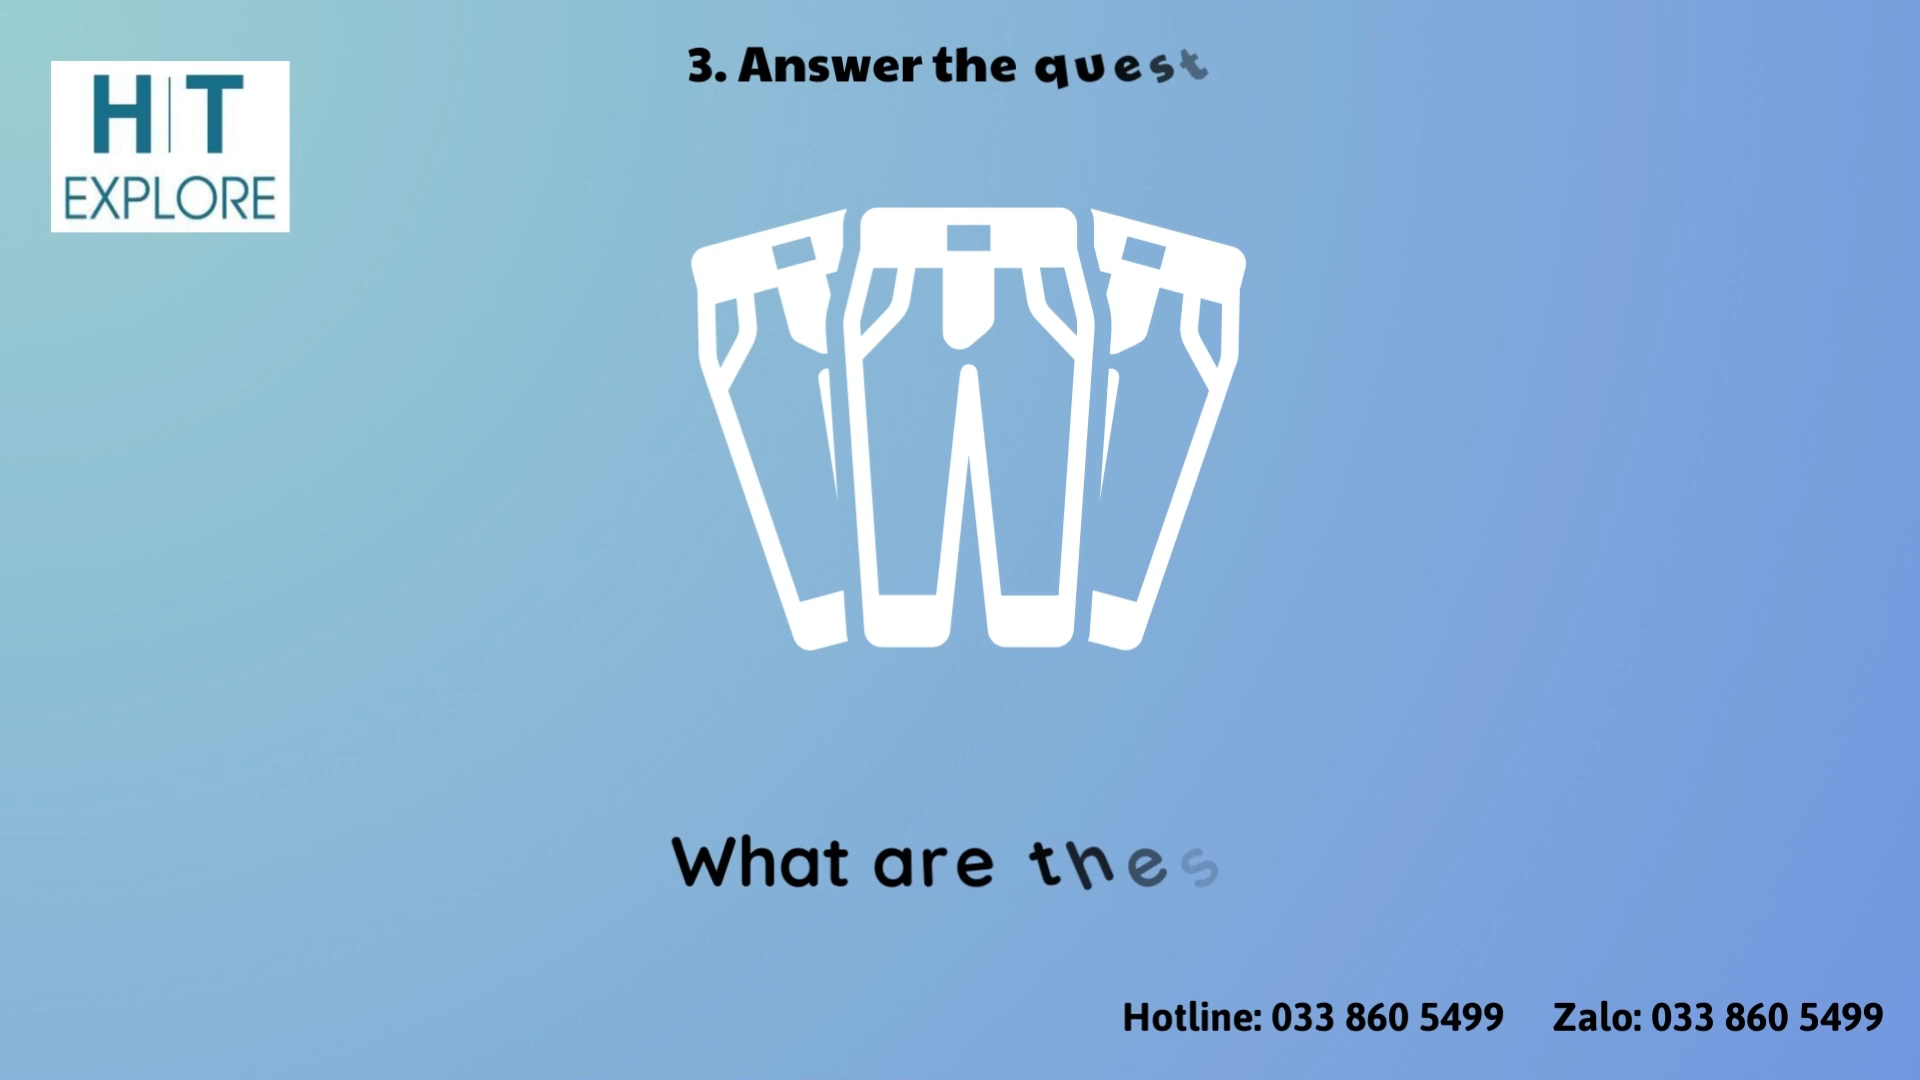 3. Answer the quest
H|T
EXPLORE
What are thes
Hotline: 033 860 5499 Zalo: 033 860 5499